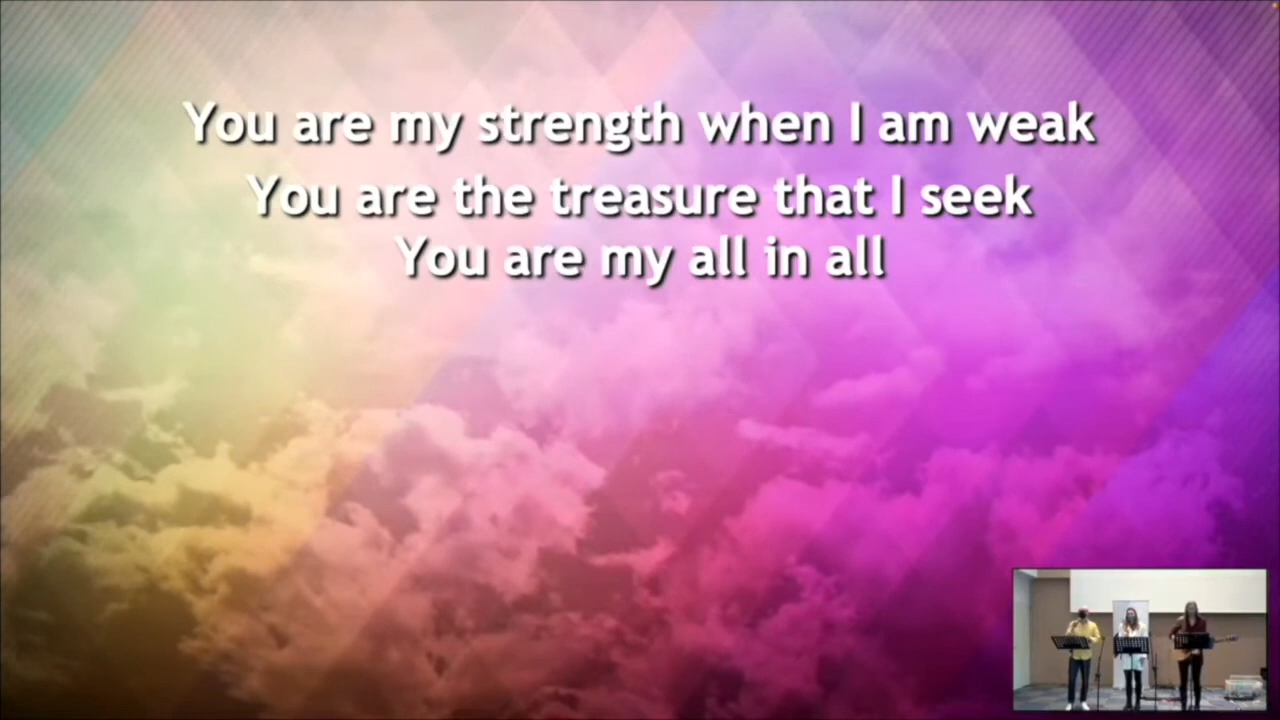 You are my strength when I am weak
You are the treasure that I seek
You are my all in all